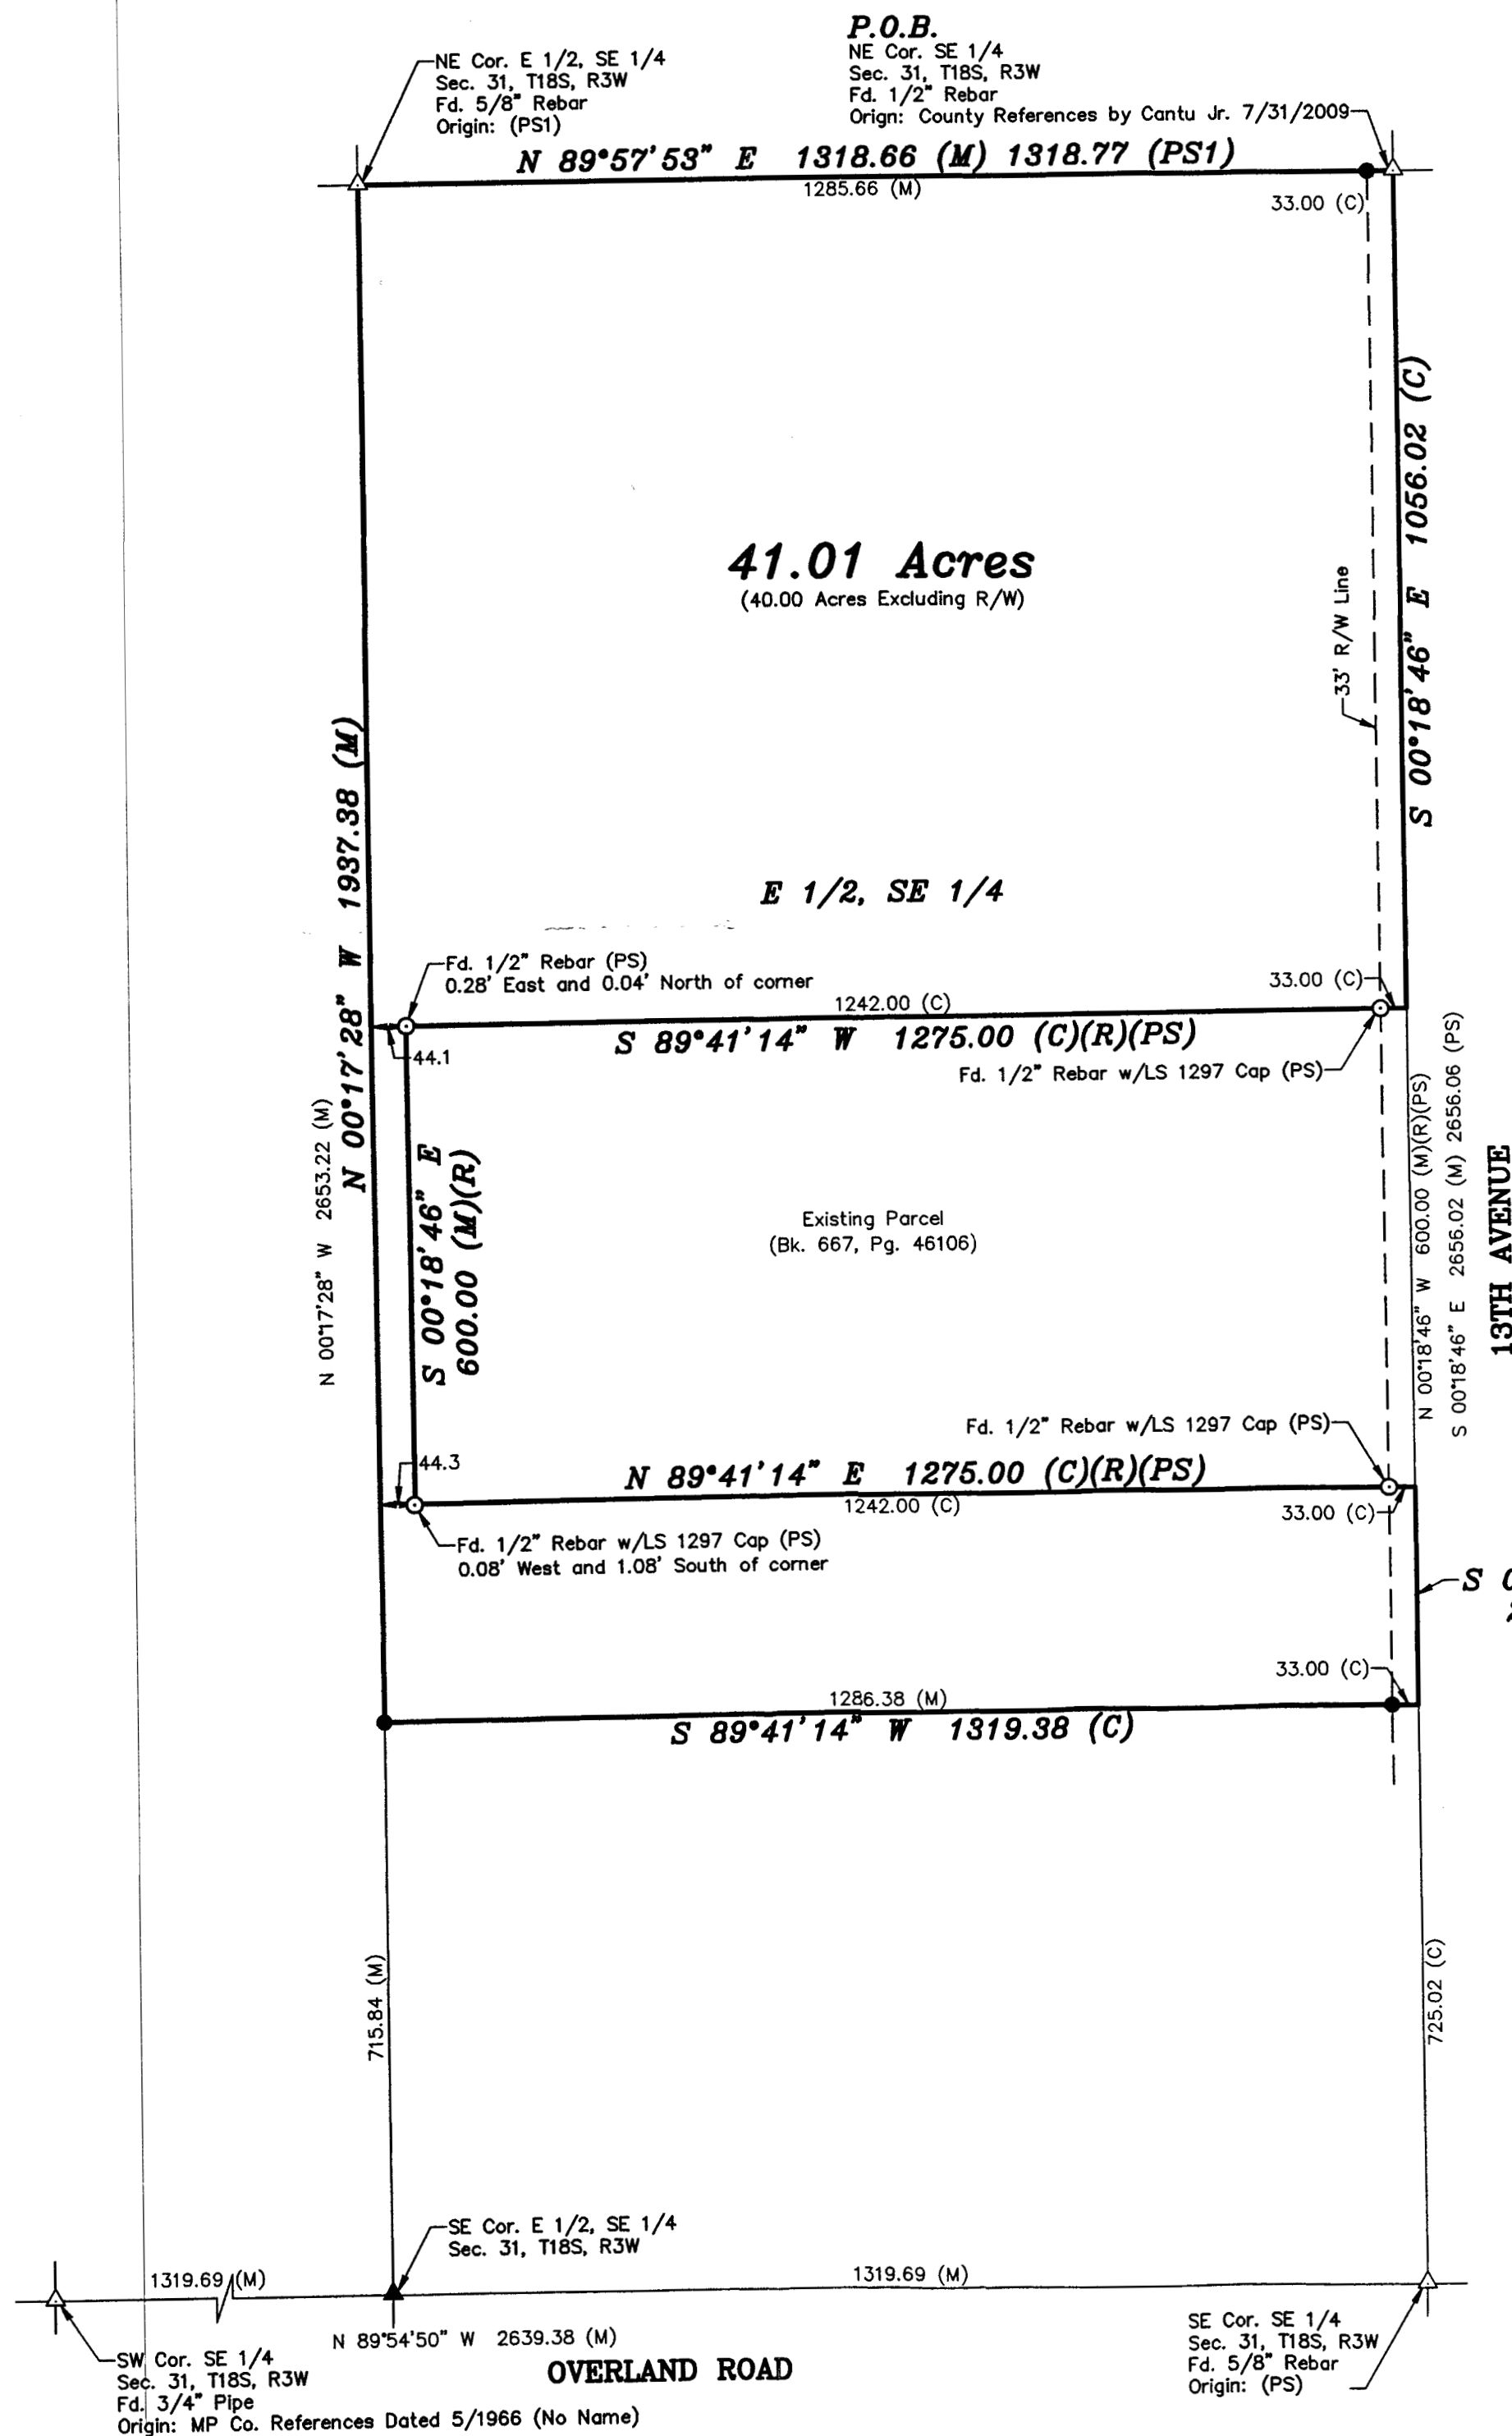 P.O.B.
NE Cor. SE 1/4
Sec. 31, T18S, R3W
Fd. 1/2" Rebar
Orign: County References by Cantu Jr. 7/31/2009
NE Cor. E 1/2, SE 1/4
Sec. 31, T18S, R3W
Fd. 5/8" Rebar
Origin: (PS1)
N 89°57'53" E 1318.66 (M) 1318.77 (PS1)
1285.66 (M)
33.00 (C)
S 00°18'46" E 1056.02 (C)
41.01 Acres
(40.00 Acres Excluding R/W)
33' R/W Line
N 00°17'28" W 1937.38 (M)
E 1/2, SE 1/4
Fd. 1/2" Rebar (PS)
0.28' East and 0.04' North of corner
33.00 (C)
1242.00 (C)
S 89°41'14" W 1275.00 (C)(R)(PS)
44.1
Fd. 1/2" Rebar w/LS 1297 Cap (PS)
N 00°17'28" W 2653.22 (M)
S 00°18'46" E
600.00 (M)(R)
Existing Parcel
(Bk. 667, Pg. 46106)
N 00°18'46" W 600.00 (M)(R)(PS)
S 00°18'46" E 2656.02 (M) 2656.06 (PS)
13TH AVENUE
Fd. 1/2" Rebar w/LS 1297 Cap (PS)
44.3
N 89°41'14" E 1275.00 (C)(R)(PS)
1242.00 (C)
33.00 (C)
Fd. 1/2" Rebar w/LS 1297 Cap (PS)
0.08' West and 1.08' South of corner
S
33.00 (C)
1286.38 (M)
S 89°41'14" W 1319.38 (C)
715.84 (M)
725.02 (C)
SE Cor. E 1/2, SE 1/4
Sec. 31, T18S, R3W
1319.69 (M)
1319.69 (M)
N 89°54'50" W 2639.38 (M)
OVERLAND ROAD
SW Cor. SE 1/4
Sec. 31, T18S, R3W
Fd. 3/4" Pipe
Origin: MP Co. References Dated 5/1966 (No Name)
SE Cor. SE 1/4
Sec. 31, T18S, R3W
Fd. 5/8" Rebar
Origin: (PS)